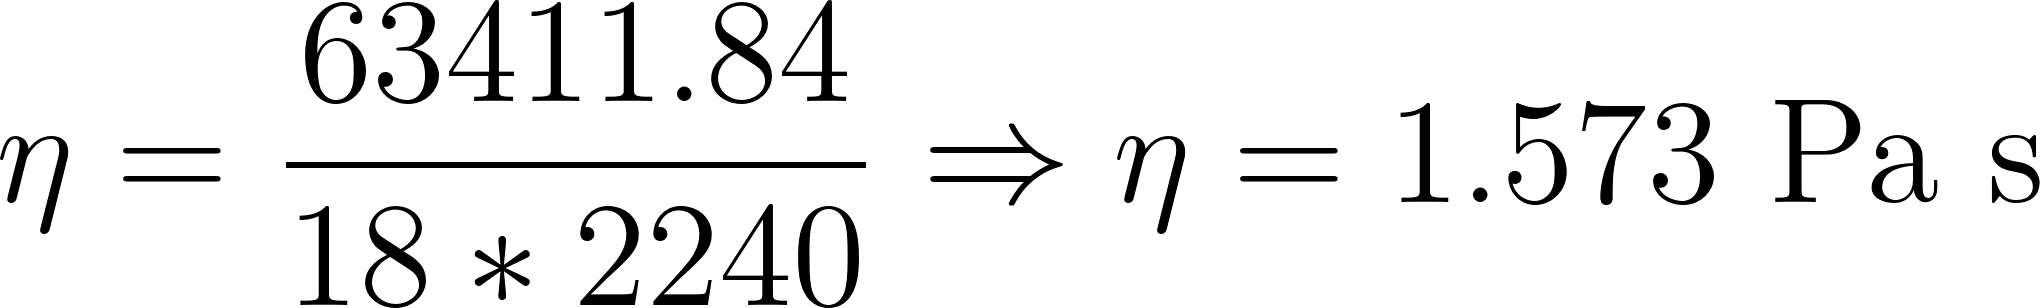 η = 63411.84 / 18 * 2240 ⇒ η = 1.573 Pa s